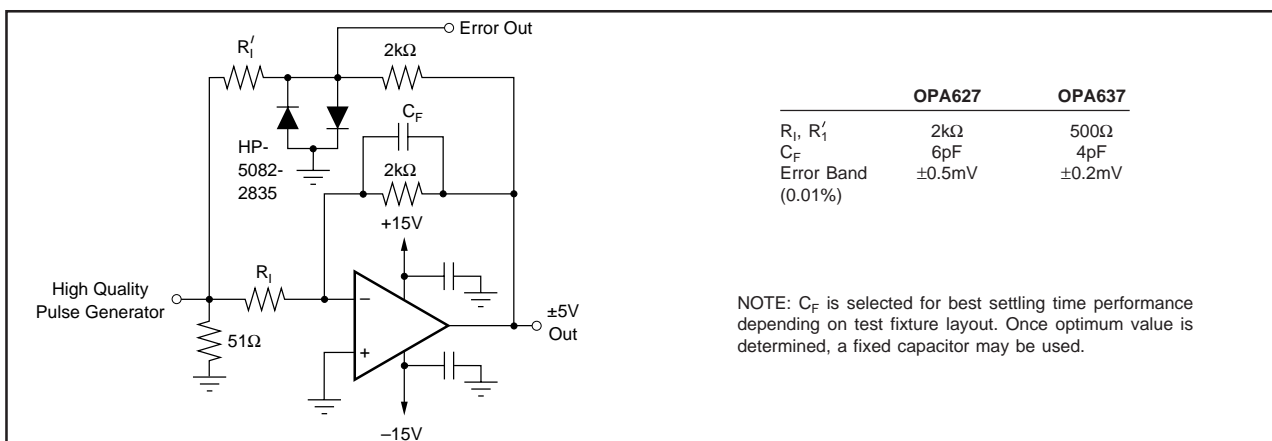 Error Out
R_I′
2kΩ
C_F
HP-
5082-
2835
2kΩ
+15V
High Quality
Pulse Generator
R_I
–
+
51Ω
±5V
Out
–15V
OPA627 OPA637
R_I, R_1′ 2kΩ 500Ω
C_F 6pF 4pF
Error Band ±0.5mV ±0.2mV
(0.01%)
NOTE: C_F is selected for best settling time performance
depending on test fixture layout. Once optimum value is
determined, a fixed capacitor may be used.